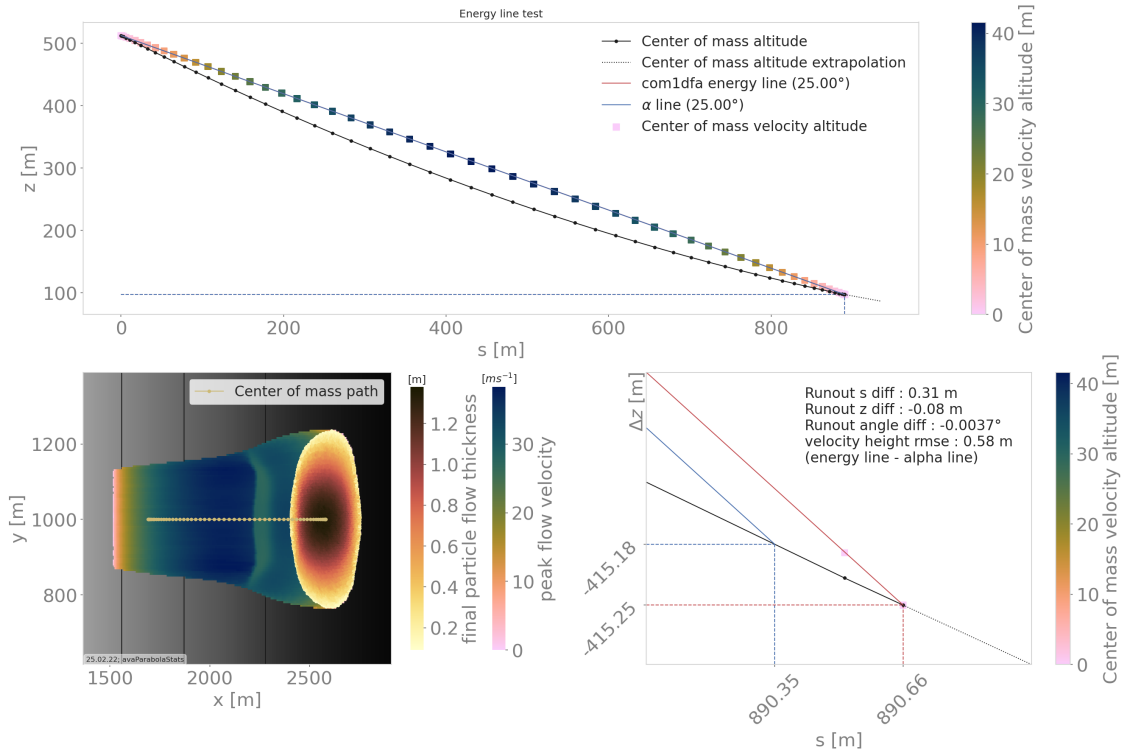 Energy line test
500
400
300
200
100
z [m]
0
200
400
600
800
s [m]
Center of mass altitude
Center of mass altitude extrapolation
com1dfa energy line (25.00°)
α line (25.00°)
Center of mass velocity altitude
40
30
20
10
0
Center of mass velocity altitude [m]
Center of mass path
1200
1000
800
y [m]
25.02.22; avaParabolaStats
1500
2000
2500
x [m]
[m]
1.2
1.0
0.8
0.6
0.4
0.2
final particle flow thickness
[ms⁻¹]
30
20
10
0
peak flow velocity
Δz [m]
Runout s diff : 0.31 m
Runout z diff : -0.08 m
Runout angle diff : -0.0037°
velocity height rmse : 0.58 m
(energy line - alpha line)
-415.18
-415.25
890.35
890.66
s [m]
40
30
20
10
0
Center of mass velocity altitude [m]